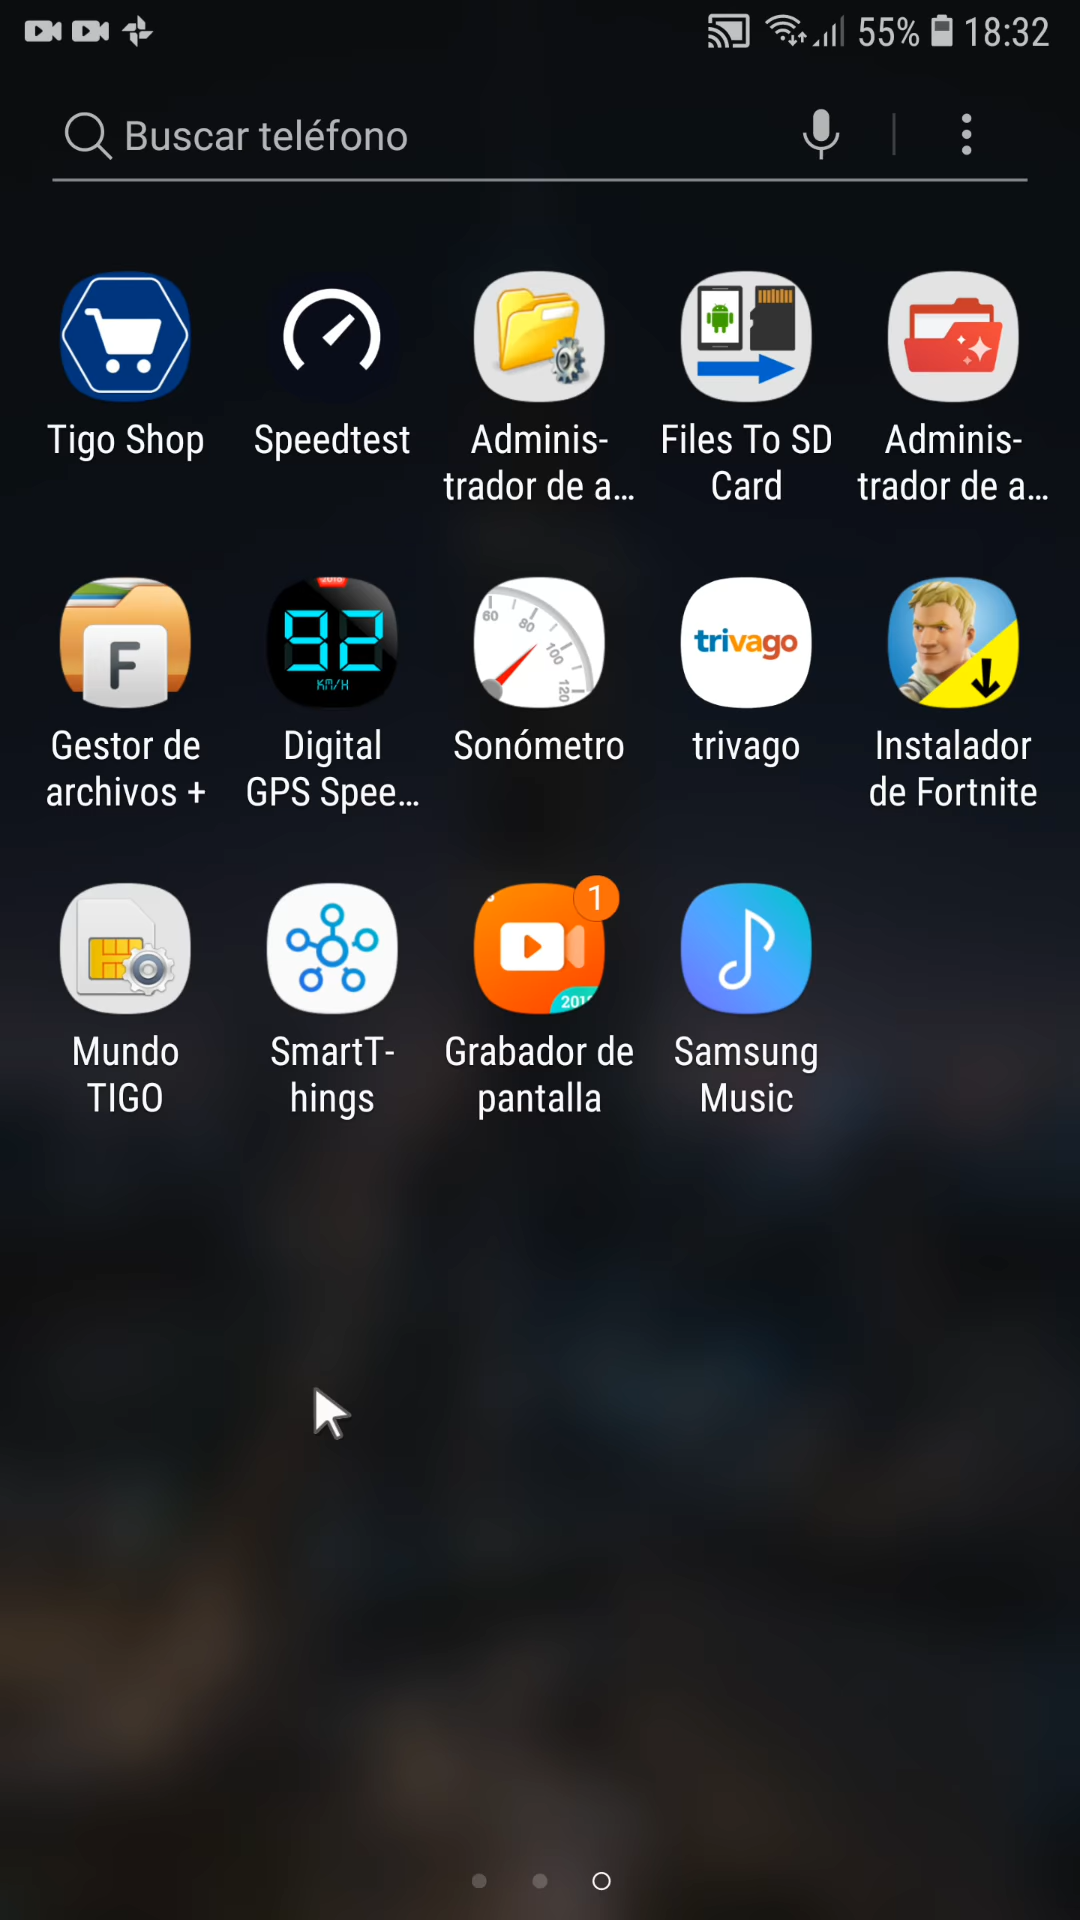 55% 18:32
Buscar teléfono
Tigo Shop
Speedtest
Adminis-
trador de a...
Files To SD
Card
Adminis-
trador de a...
F
92
KM/H
60
80
100
120
trivago
Gestor de
archivos +
Digital
GPS Spee...
Sonómetro
trivago
Instalador
de Fortnite
1
Mundo
TIGO
SmartT-
hings
Grabador de
pantalla
Samsung
Music